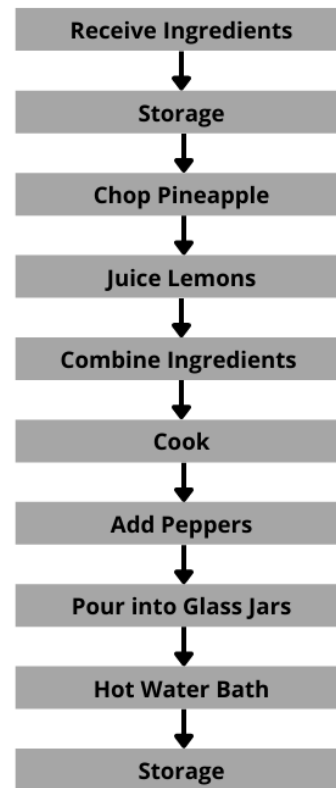 Receive Ingredients
Storage
Chop Pineapple
Juice Lemons
Combine Ingredients
Cook
Add Peppers
Pour into Glass Jars
Hot Water Bath
Storage